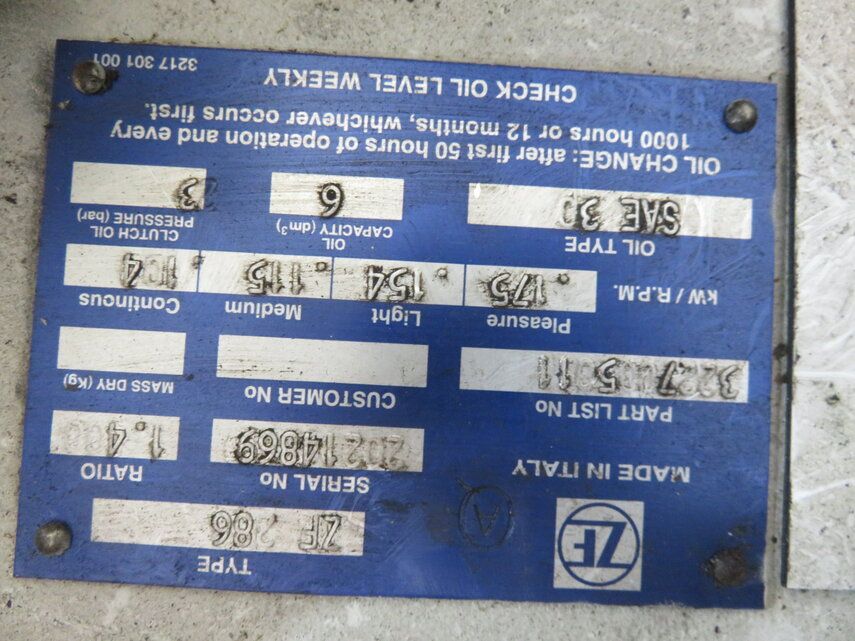 TYPE
ZF 286
ZF
A
MADE IN ITALY
SERIAL No
20214869
RATIO
PART LIST No
CUSTOMER No
MASS DRY (Kg)
kW / R.P.M.
Pleasure
.175
Light
.154
Medium
.115
Continous
.104
OIL TYPE
SAE 30
OIL
CAPACITY (dm³)
6
CLUTCH OIL
PRESSURE (bar)
OIL CHANGE: after first 50 hours of operation and every
1000 hours or 12 months, whichever occurs first.
CHECK OIL LEVEL WEEKLY
3217 301 001